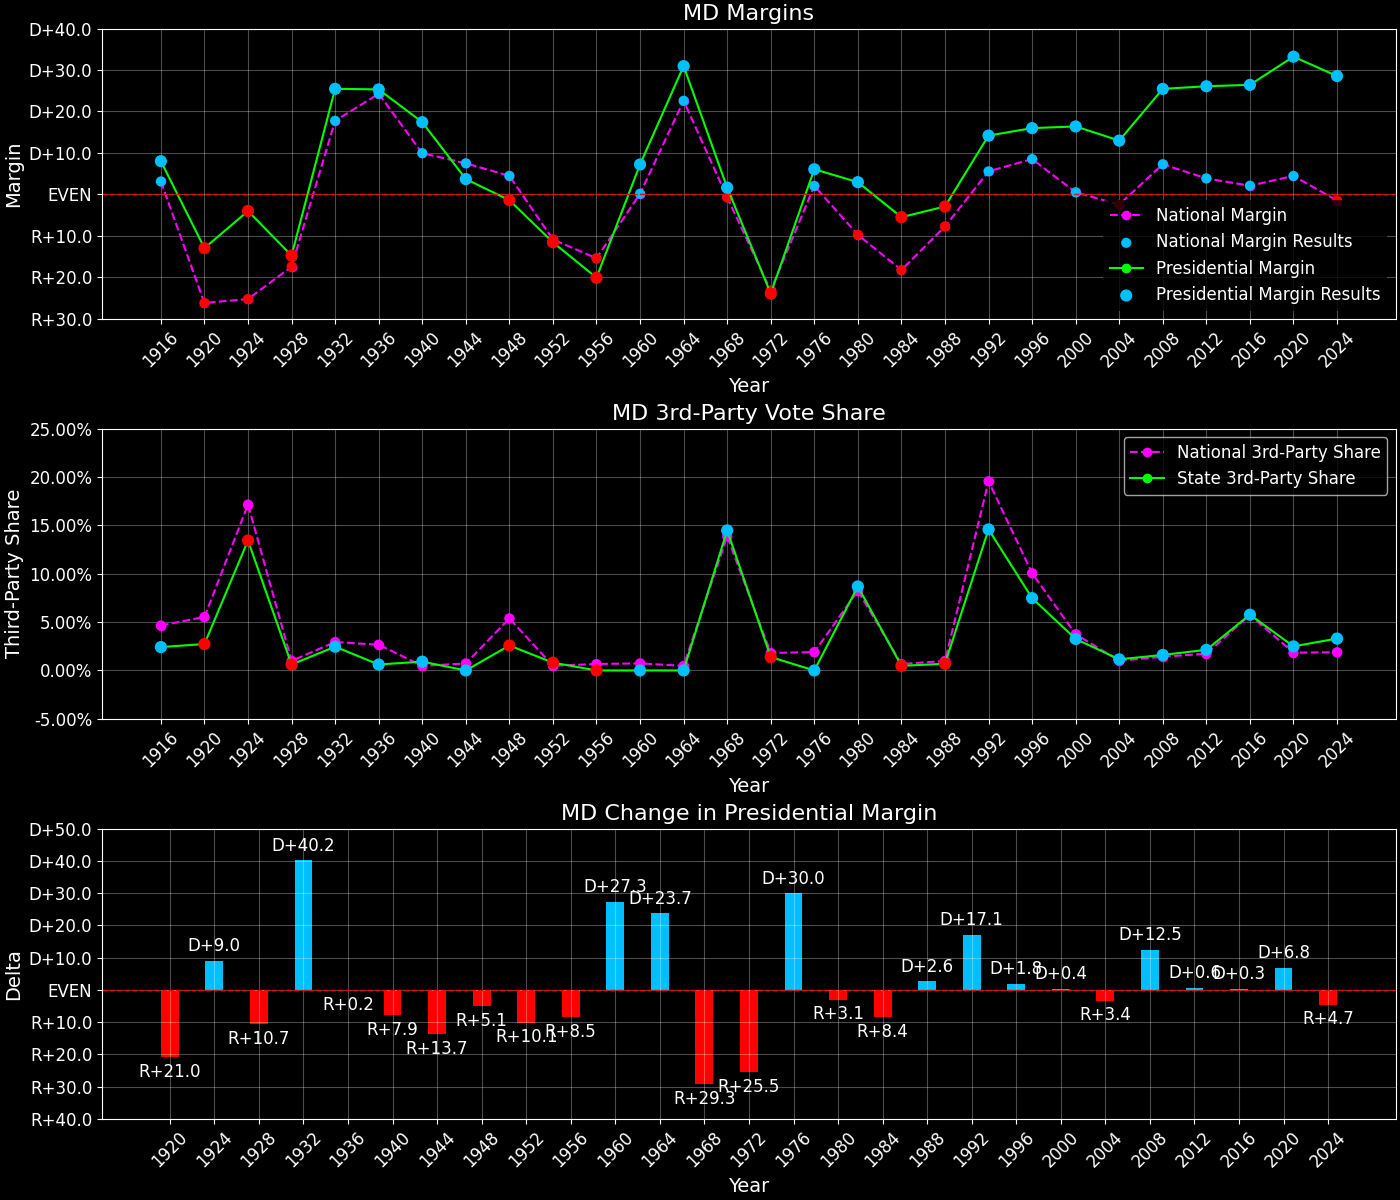 MD Margins
D+40.0
D+30.0
D+20.0
D+10.0
EVEN
R+10.0
R+20.0
R+30.0
Margin
National Margin
National Margin Results
Presidential Margin
Presidential Margin Results
1916 1920 1924 1928 1932 1936 1940 1944 1948 1952 1956 1960 1964 1968 1972 1976 1980 1984 1988 1992 1996 2000 2004 2008 2012 2016 2020 2024
Year
MD 3rd-Party Vote Share
25.00%
20.00%
15.00%
10.00%
5.00%
0.00%
-5.00%
Third-Party Share
National 3rd-Party Share
State 3rd-Party Share
1916 1920 1924 1928 1932 1936 1940 1944 1948 1952 1956 1960 1964 1968 1972 1976 1980 1984 1988 1992 1996 2000 2004 2008 2012 2016 2020 2024
Year
MD Change in Presidential Margin
D+50.0
D+40.0
D+30.0
D+20.0
D+10.0
EVEN
R+10.0
R+20.0
R+30.0
R+40.0
Delta
R+21.0
D+9.0
R+10.7
D+40.2
R+0.2
R+7.9
R+13.7
R+5.1
R+10.1
R+8.5
D+27.3
D+23.7
R+29.3
R+25.5
D+30.0
R+3.1
R+8.4
D+2.6
D+17.1
D+1.8
D+0.4
R+3.4
D+12.5
D+0.6
D+0.3
D+6.8
R+4.7
1920 1924 1928 1932 1936 1940 1944 1948 1952 1956 1960 1964 1968 1972 1976 1980 1984 1988 1992 1996 2000 2004 2008 2012 2016 2020 2024
Year